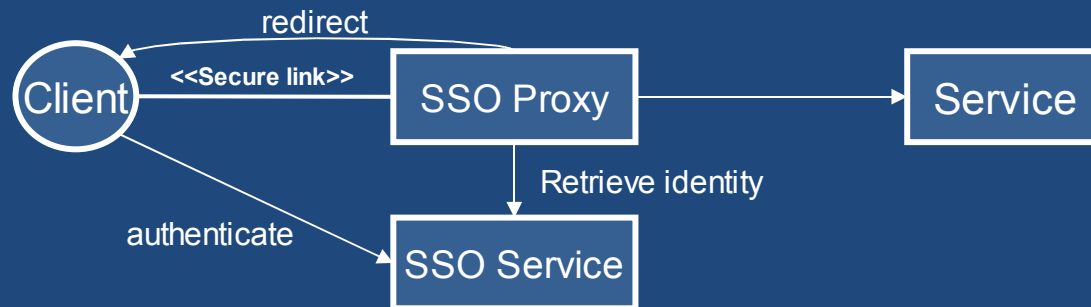 redirect
<<Secure link>>
Client
SSO Proxy
Service
Retrieve identity
authenticate
SSO Service